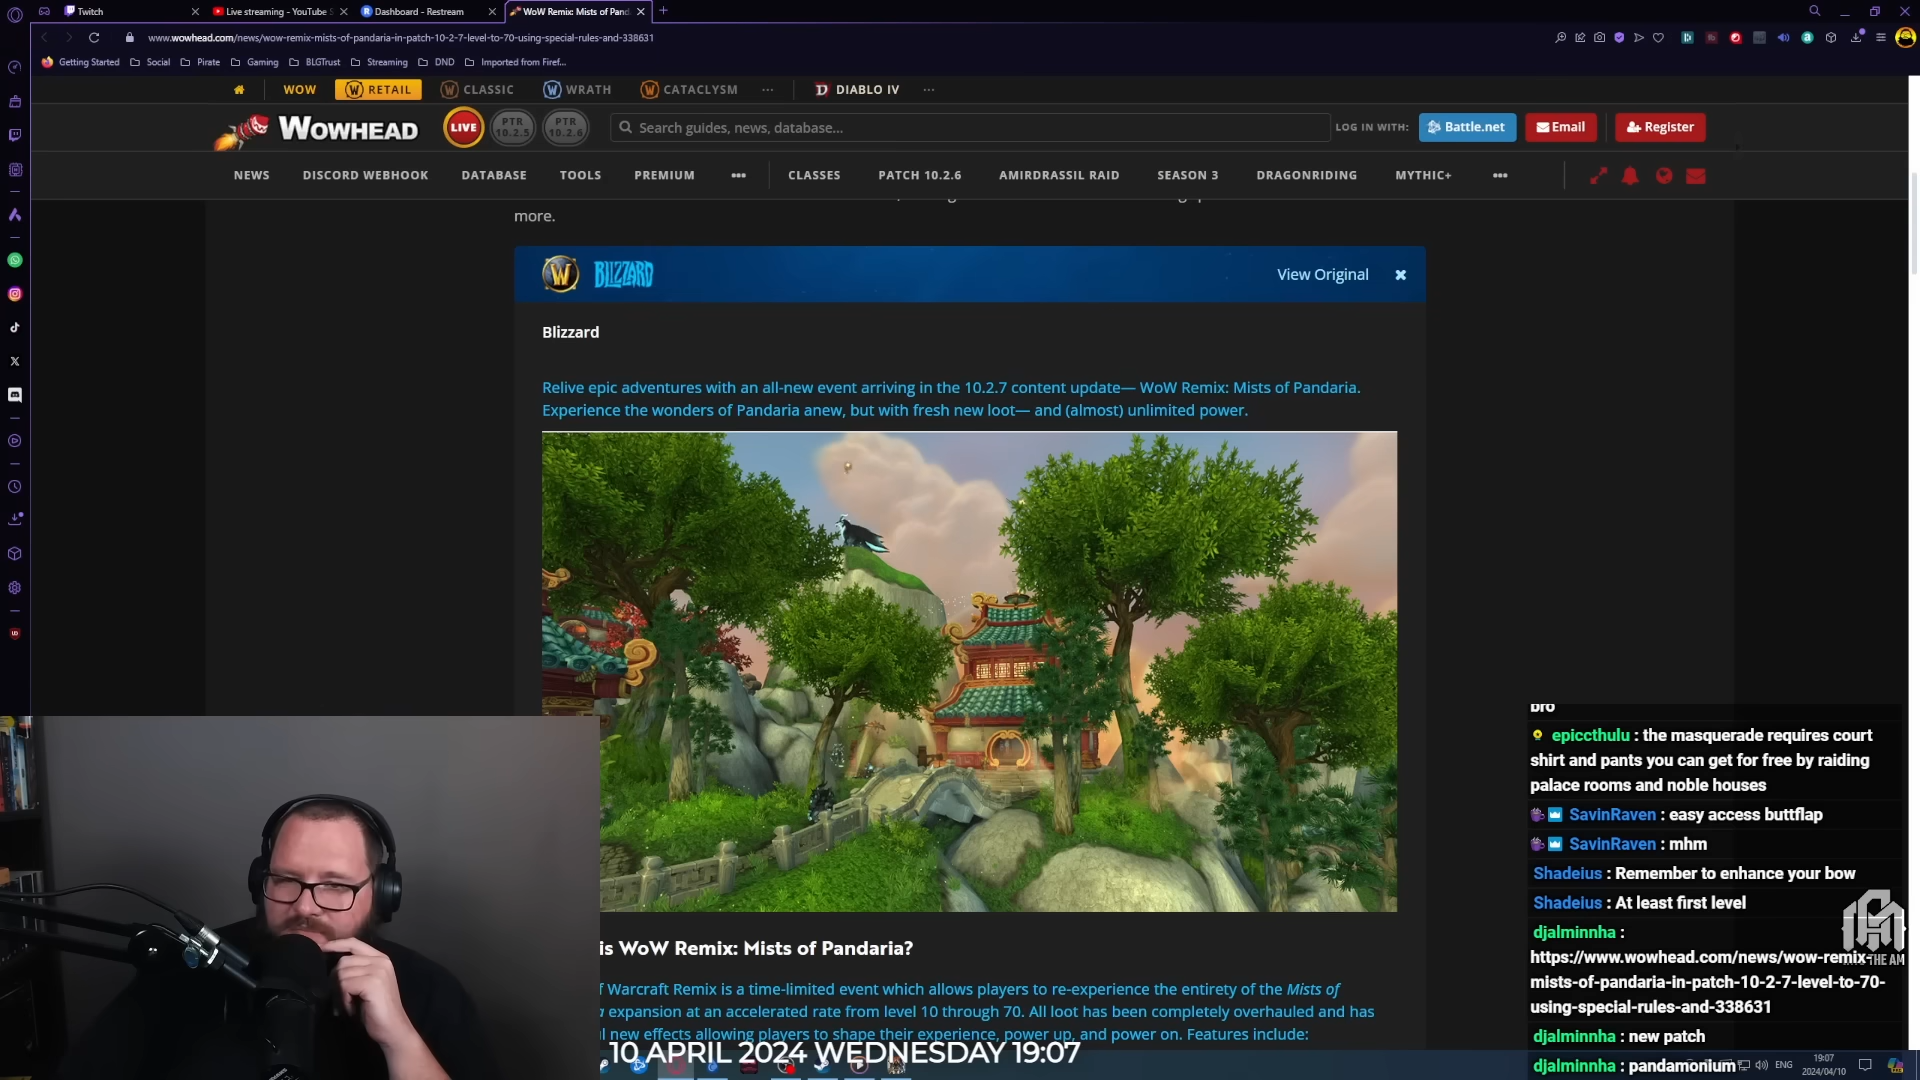 Twitch
Live streaming - YouTube S
Dashboard - Restream
WoW Remix: Mists of Pand
www.wowhead.com/news/wow-remix-mists-of-pandaria-in-patch-10-2-7-level-to-70-using-special-rules-and-338631
Getting Started
Social
Pirate
Gaming
BLGTrust
Streaming
DND
Imported from Firef...
WOW
RETAIL
CLASSIC
WRATH
CATACLYSM
DIABLO IV
WOWHEAD
LIVE
PTR
10.2.5
PTR
10.2.6
Search guides, news, database...
LOG IN WITH:
Battle.net
Email
Register
NEWS
DISCORD WEBHOOK
DATABASE
TOOLS
PREMIUM
CLASSES
PATCH 10.2.6
AMIRDRASSIL RAID
SEASON 3
DRAGONRIDING
MYTHIC+
more.
BLIZZARD
View Original
Blizzard
Relive epic adventures with an all-new event arriving in the 10.2.7 content update— WoW Remix: Mists of Pandaria.
Experience the wonders of Pandaria anew, but with fresh new loot— and (almost) unlimited power.
is WoW Remix: Mists of Pandaria?
f Warcraft Remix is a time-limited event which allows players to re-experience the entirety of the Mists of
a expansion at an accelerated rate from level 10 through 70. All loot has been completely overhauled and has
l new effects allowing players to shape their experience, power up, and power on. Features include:
10 APRIL 2024 WEDNESDAY 19:07
bro
epiccthulu : the masquerade requires court
shirt and pants you can get for free by raiding
palace rooms and noble houses
SavinRaven : easy access buttflap
SavinRaven : mhm
Shadeius : Remember to enhance your bow
Shadeius : At least first level
djalminnha :
https://www.wowhead.com/news/wow-remix-
mists-of-pandaria-in-patch-10-2-7-level-to-70-
using-special-rules-and-338631
djalminnha : new patch
djalminnha : pandamonium
THE AM
ENG
19:07
2024/04/10